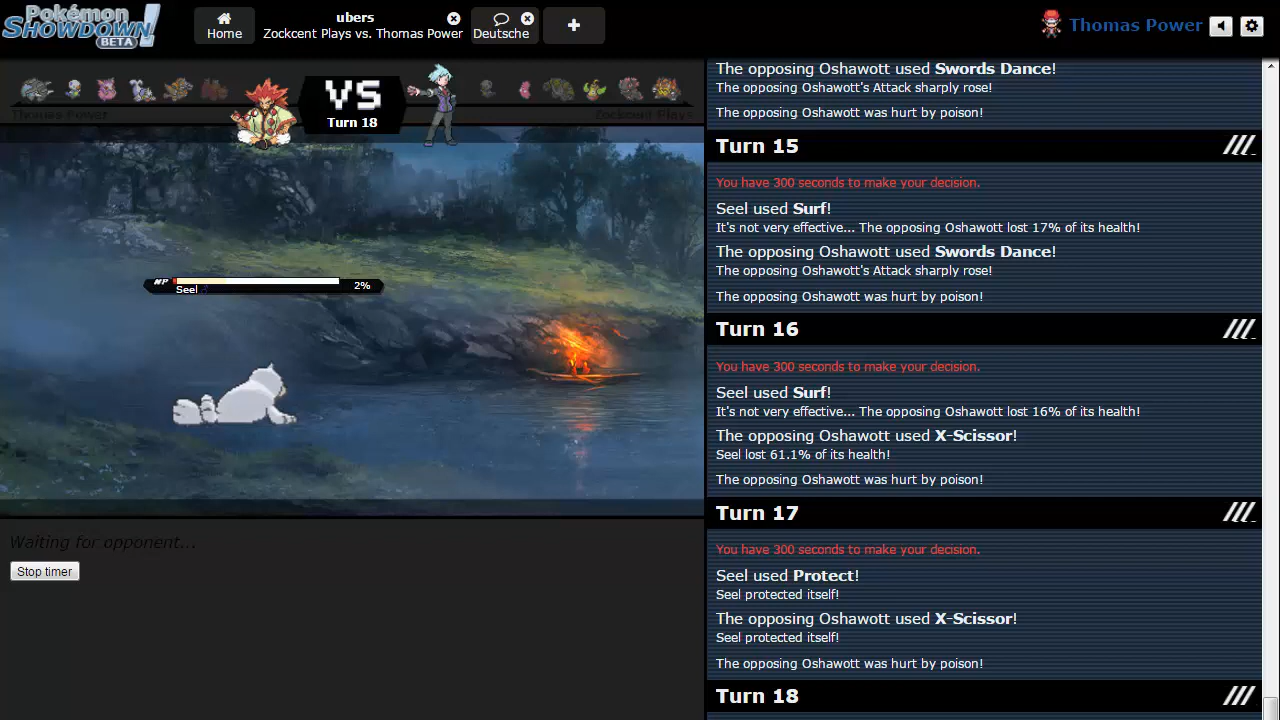 Pokémon
SHOWDOWN!
BETA
Home
ubers
Zockcent Plays vs. Thomas Power
Deutsche
+
Thomas Power
VS
Turn 18
Thomas Power
Zockcent Plays
HP
Seel ♂
2%
Waiting for opponent...
Stop timer
The opposing Oshawott used Swords Dance!
The opposing Oshawott's Attack sharply rose!
The opposing Oshawott was hurt by poison!
Turn 15
You have 300 seconds to make your decision.
Seel used Surf!
It's not very effective... The opposing Oshawott lost 17% of its health!
The opposing Oshawott used Swords Dance!
The opposing Oshawott's Attack sharply rose!
The opposing Oshawott was hurt by poison!
Turn 16
You have 300 seconds to make your decision.
Seel used Surf!
It's not very effective... The opposing Oshawott lost 16% of its health!
The opposing Oshawott used X-Scissor!
Seel lost 61.1% of its health!
The opposing Oshawott was hurt by poison!
Turn 17
You have 300 seconds to make your decision.
Seel used Protect!
Seel protected itself!
The opposing Oshawott used X-Scissor!
Seel protected itself!
The opposing Oshawott was hurt by poison!
Turn 18